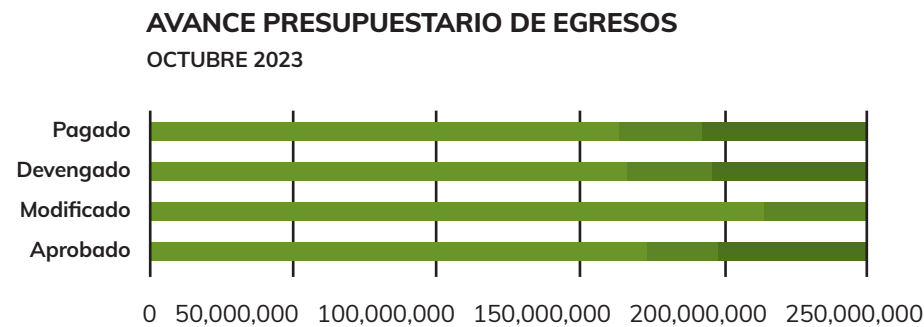 AVANCE PRESUPUESTARIO DE EGRESOS
OCTUBRE 2023
Pagado
Devengado
Modificado
Aprobado
0 50,000,000 100,000,000 150,000,000 200,000,000 250,000,000